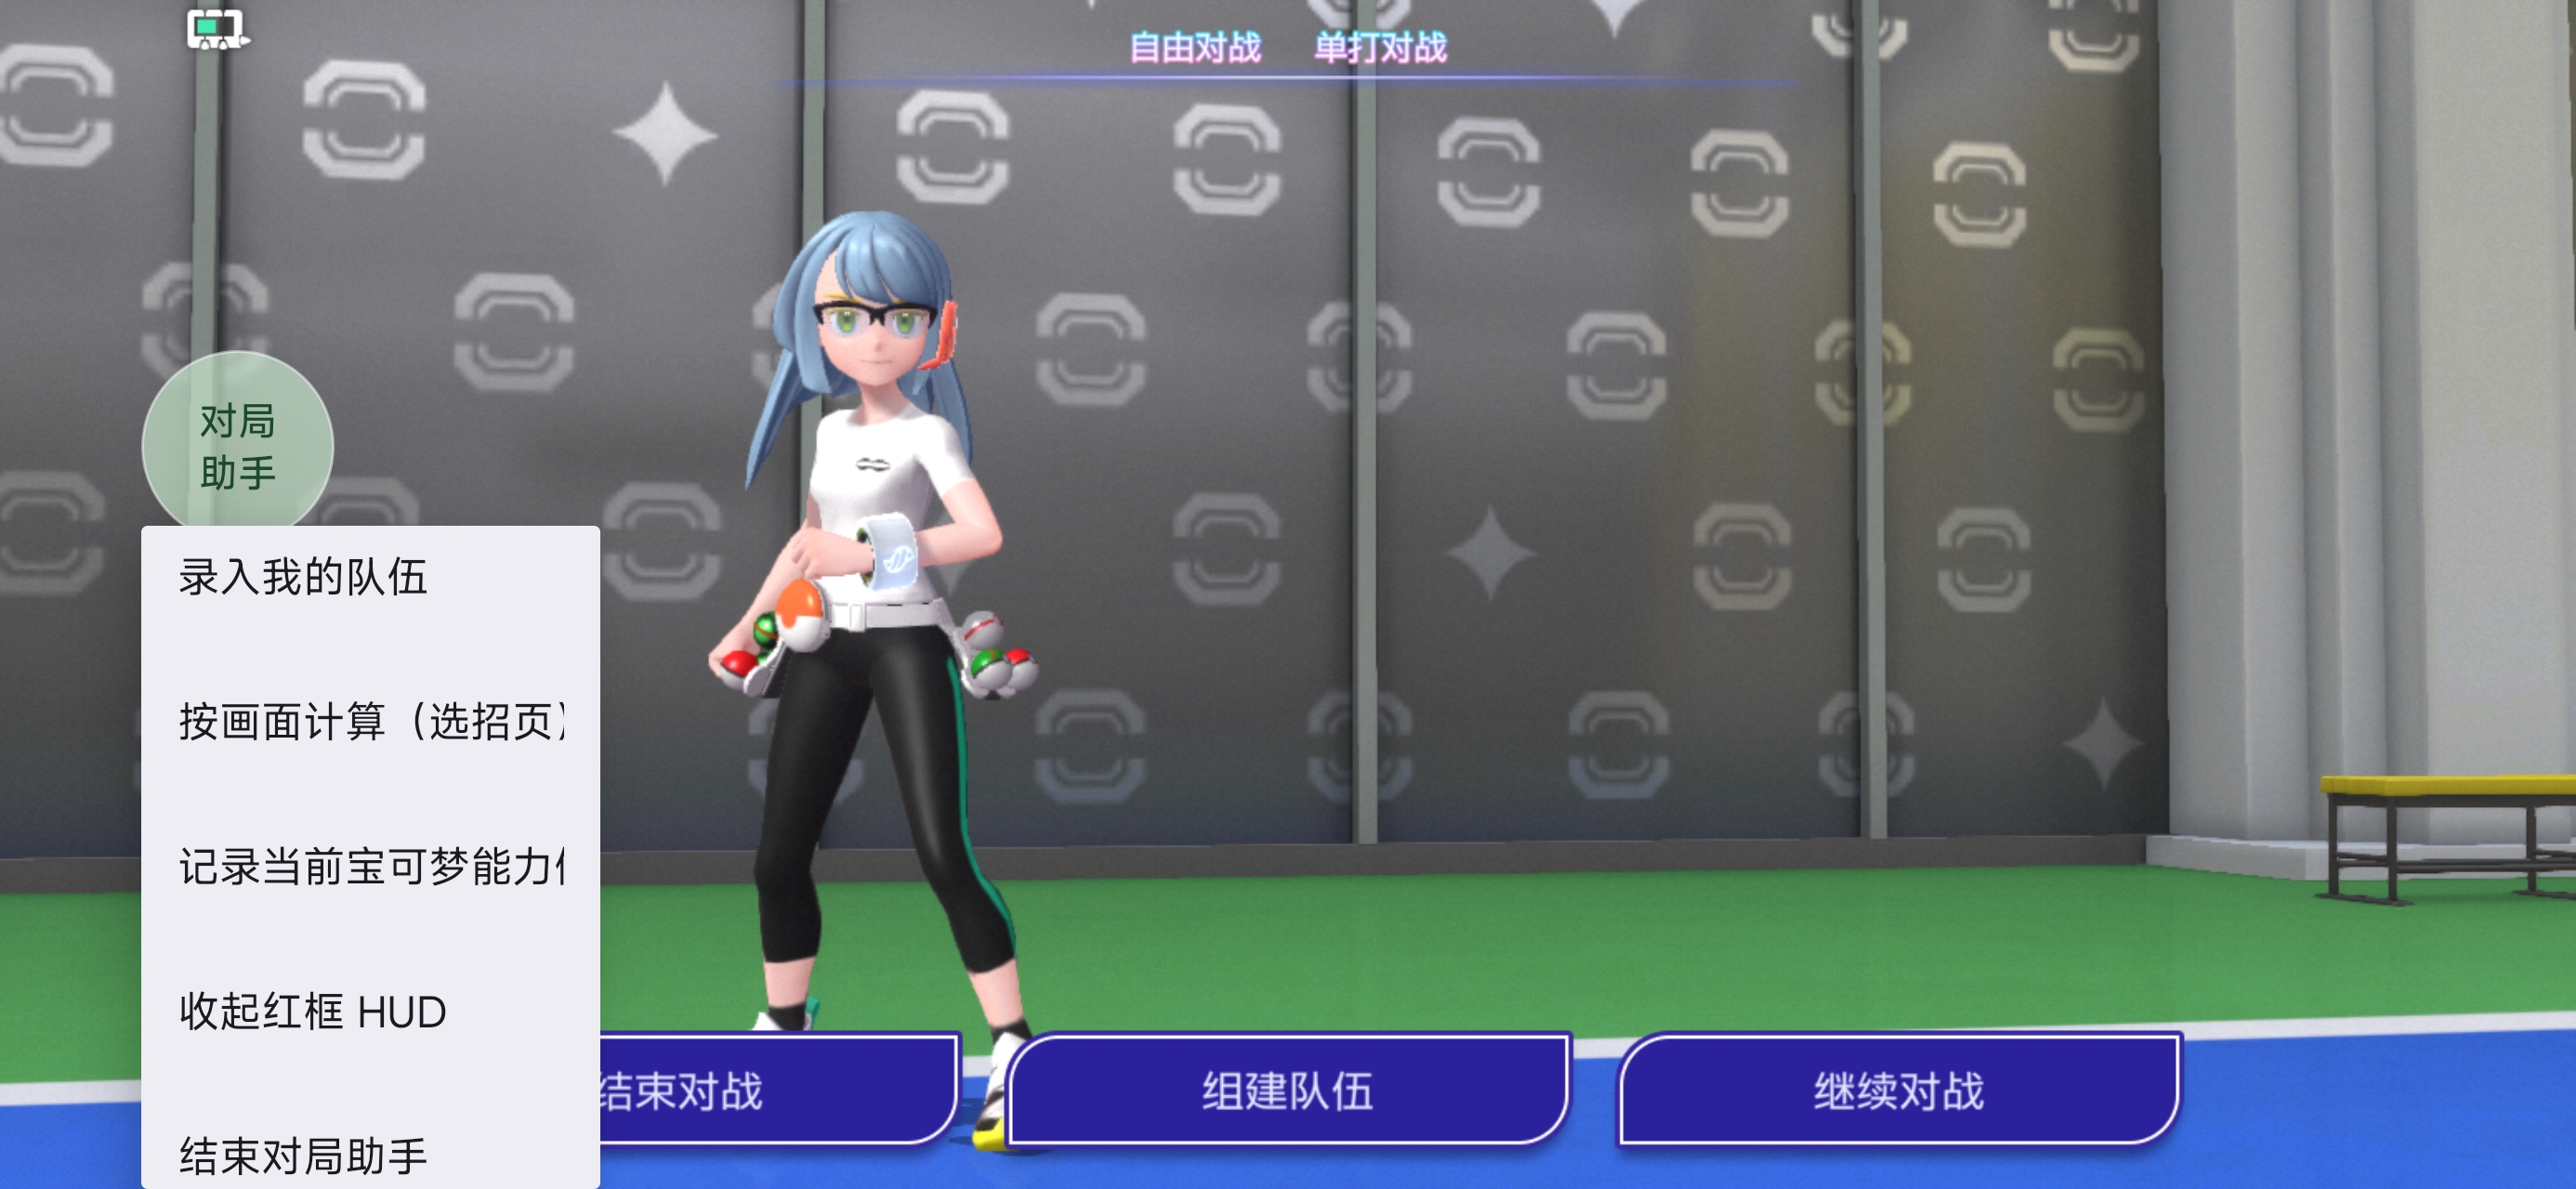 自由对战 单打对战
对局
助手
录入我的队伍
按画面计算（选招页）
记录当前宝可梦能力
收起红框 HUD
结束对局助手
结束对战
组建队伍
继续对战